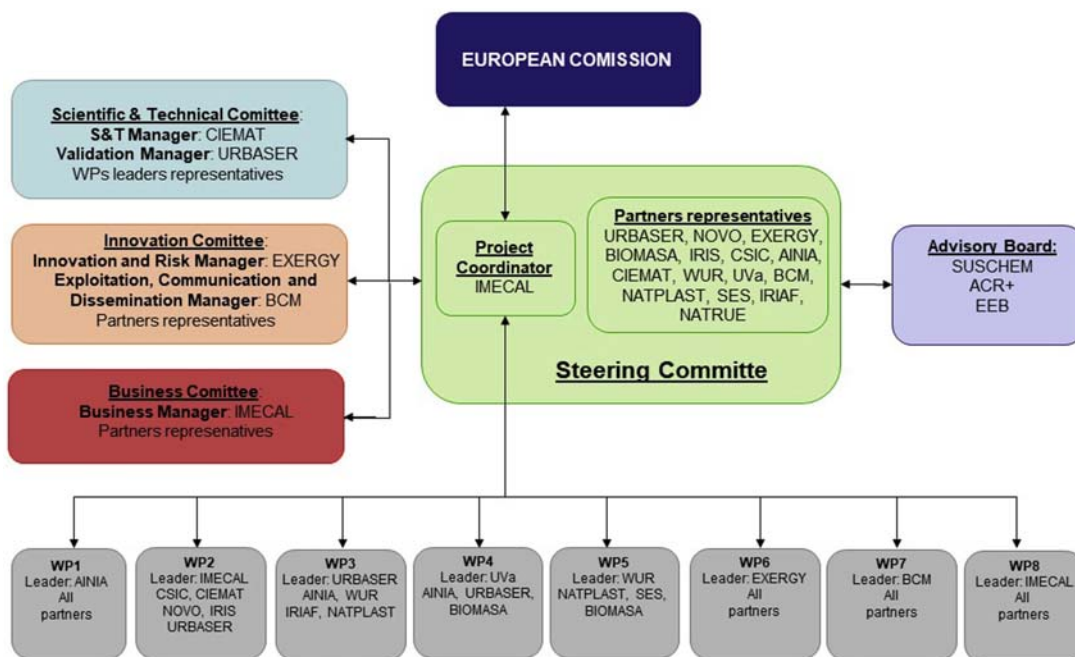 EUROPEAN COMISSION
Scientific & Technical Comittee:
S&T Manager: CIEMAT
Validation Manager: URBASER
WPs leaders representatives
Innovation Comittee:
Innovation and Risk Manager: EXERGY
Exploitation, Communication and
Dissemination Manager: BCM
Partners representatives
Business Comittee:
Business Manager: IMECAL
Partners represenatives
Project
Coordinator
IMECAL
Partners representatives
URBASER, NOVO, EXERGY,
BIOMASA, IRIS, CSIC, AINIA,
CIEMAT, WUR, UVa, BCM,
NATPLAST, SES, IRIAF,
NATRUE
Steering Committe
Advisory Board:
SUSCHEM
ACR+
EEB
WP1
Leader: AINIA
All
partners
WP2
Leader: IMECAL
CSIC, CIEMAT
NOVO, IRIS
URBASER
WP3
Leader: URBASER
AINIA, WUR
IRIAF, NATPLAST
WP4
Leader: UVa
AINIA, URBASER,
BIOMASA
WP5
Leader: WUR
NATPLAST, SES,
BIOMASA
WP6
Leader: EXERGY
All
partners
WP7
Leader: BCM
All
partners
WP8
Leader: IMECAL
All
partners